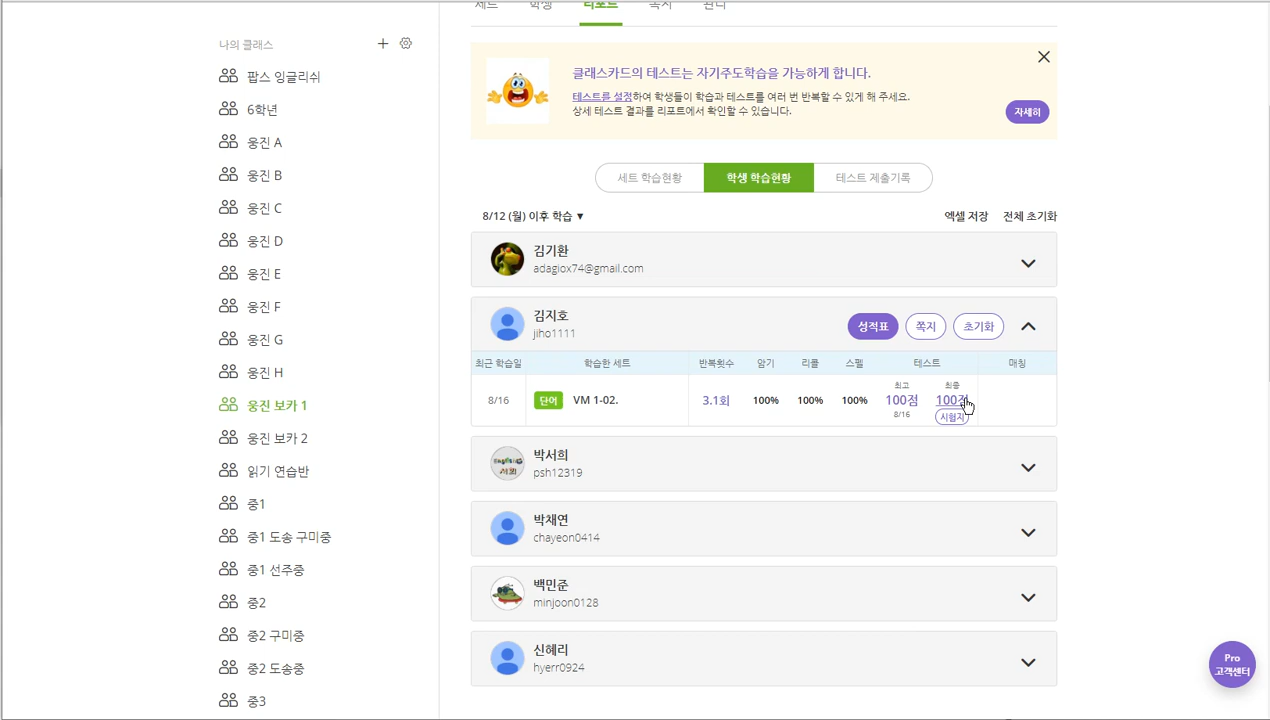 세트 학생 리포트 쪽지 관리
나의 클래스
팝스 잉글리쉬
6학년
웅진 A
웅진 B
웅진 C
웅진 D
웅진 E
웅진 F
웅진 G
웅진 H
웅진 보카 1
웅진 보카 2
읽기 연습반
중1
중1 도송 구미중
중1 선주중
중2
중2 구미중
중2 도송중
중3
클래스카드의 테스트는 자기주도학습을 가능하게 합니다.
테스트를 설정하여 학생들이 학습과 테스트를 여러 번 반복할 수 있게 해 주세요.
상세 테스트 결과를 리포트에서 확인할 수 있습니다.
자세히
세트 학습현황 학생 학습현황 테스트 제출기록
8/12 (월) 이후 학습 ▼ 엑셀 저장 전체 초기화
김기환
adagiox74@gmail.com
김지호
jiho1111
성적표 쪽지 초기화
최근 학습일 학습한 세트 반복횟수 암기 리콜 스펠 테스트 매칭
최고 최종
8/16 단어 VM 1-02. 3.1회 100% 100% 100% 100점 100점
8/16 시험지
박서희
psh12319
박채연
chayeon0414
백민준
minjoon0128
신혜리
hyerr0924
Pro
고객센터